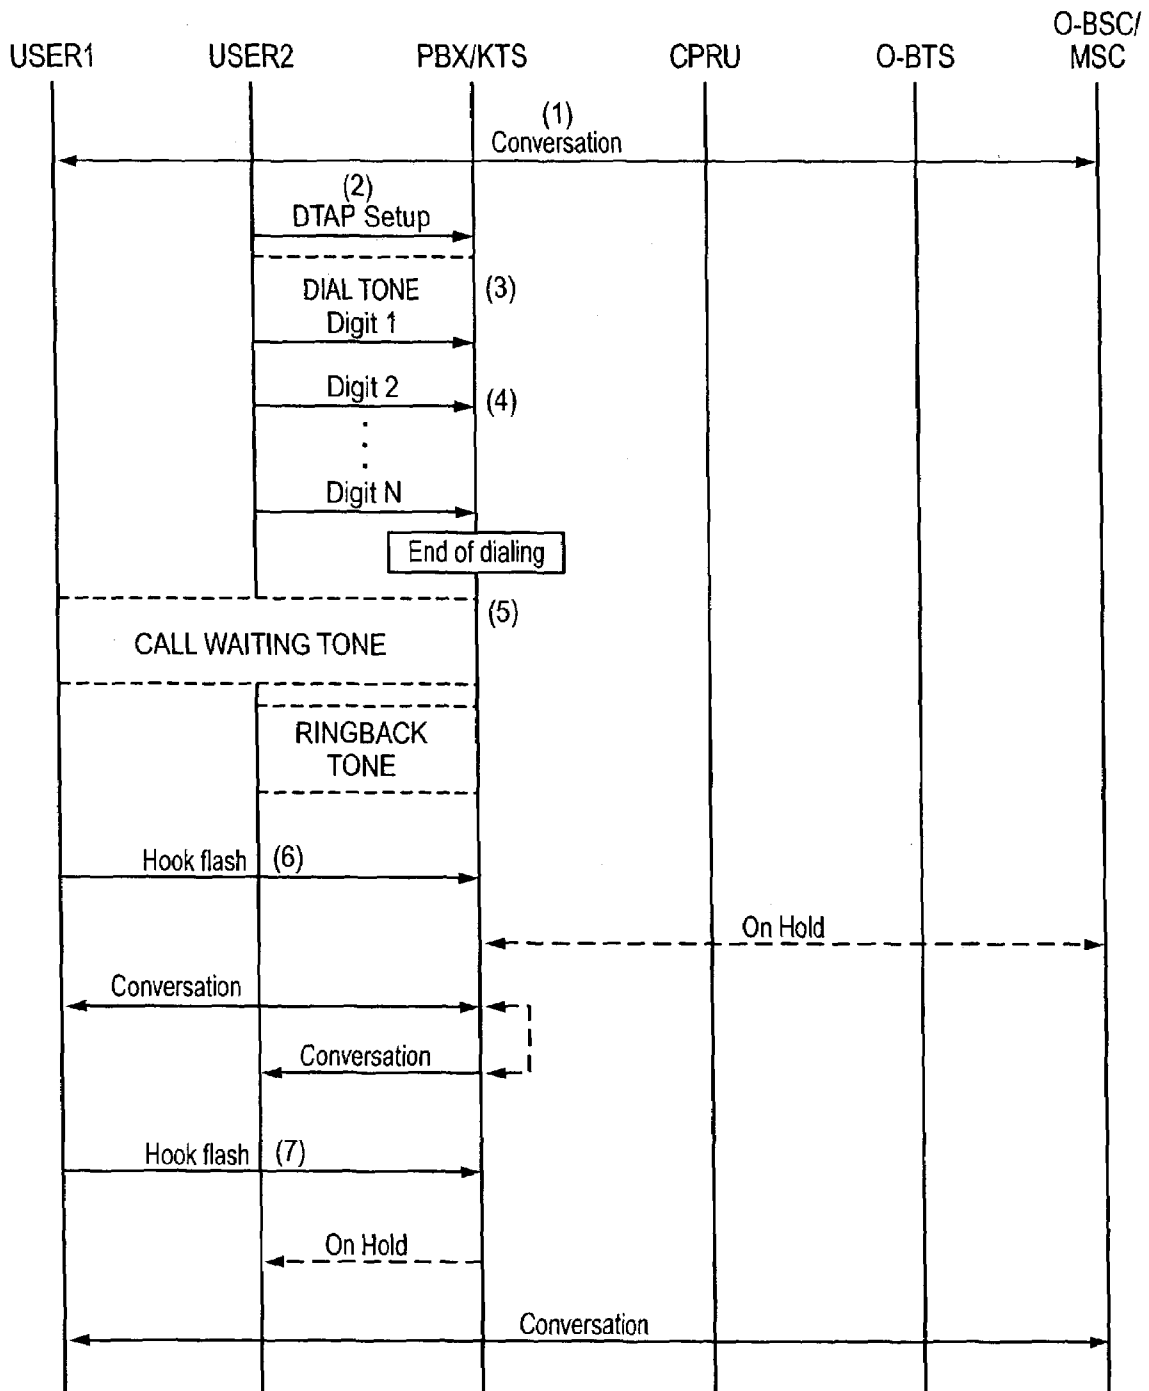 O-BSC/
USER1 USER2 PBX/KTS CPRU O-BTS MSC
(1)
Conversation
(2)
DTAP Setup
DIAL TONE (3)
Digit 1
Digit 2 (4)
Digit N
End of dialing
(5)
CALL WAITING TONE
RINGBACK
TONE
Hook flash (6)
On Hold
Conversation
Conversation
Hook flash (7)
On Hold
Conversation